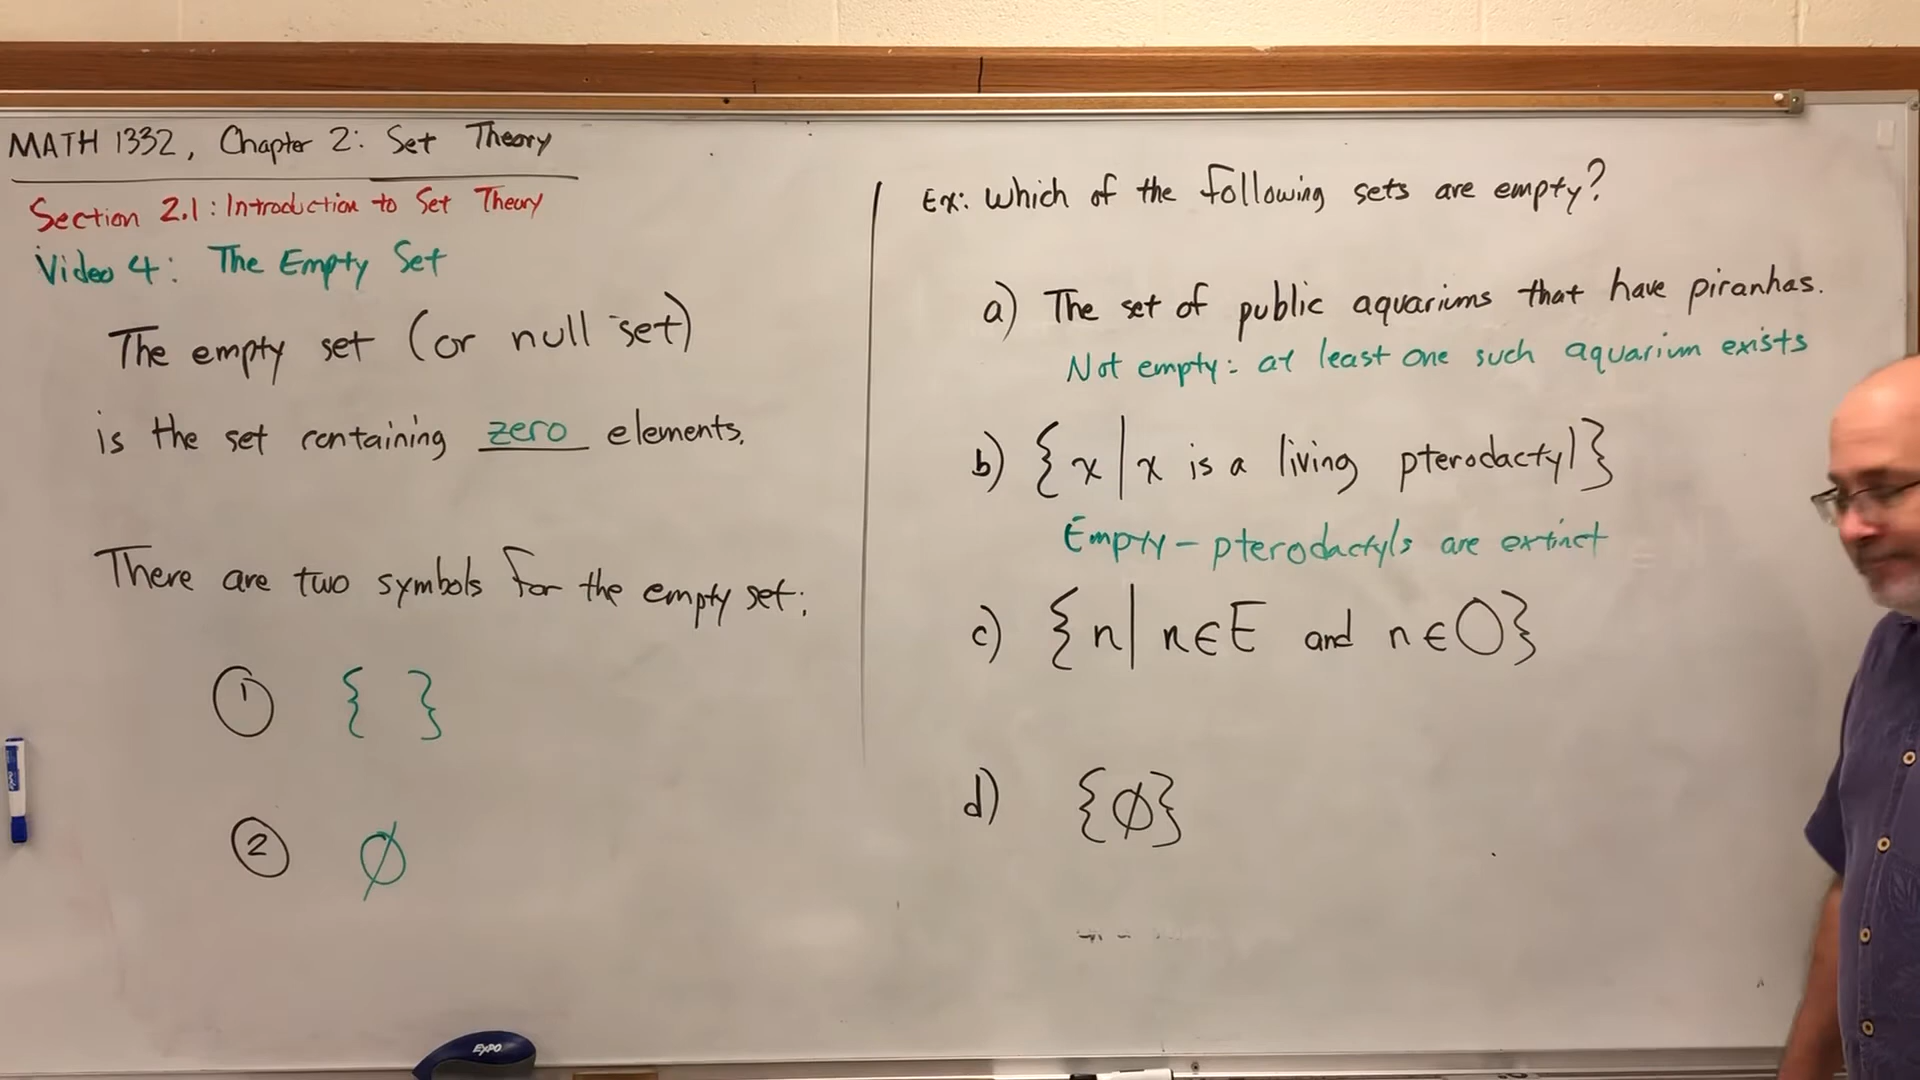 MATH 1332, Chapter 2: Set Theory
Section 2.1: Introduction to Set Theory
Video 4: The Empty Set
The empty set (or null set)
is the set containing zero elements.
There are two symbols for the empty set:
① { }
② ∅
Ex: Which of the following sets are empty?
a) The set of public aquariums that have piranhas.
Not empty: at least one such aquarium exists
b) {x | x is a living pterodactyl}
Empty - pterodactyls are extinct
c) {n | n ∈ E and n ∈ O}
d) {∅}
EXPO